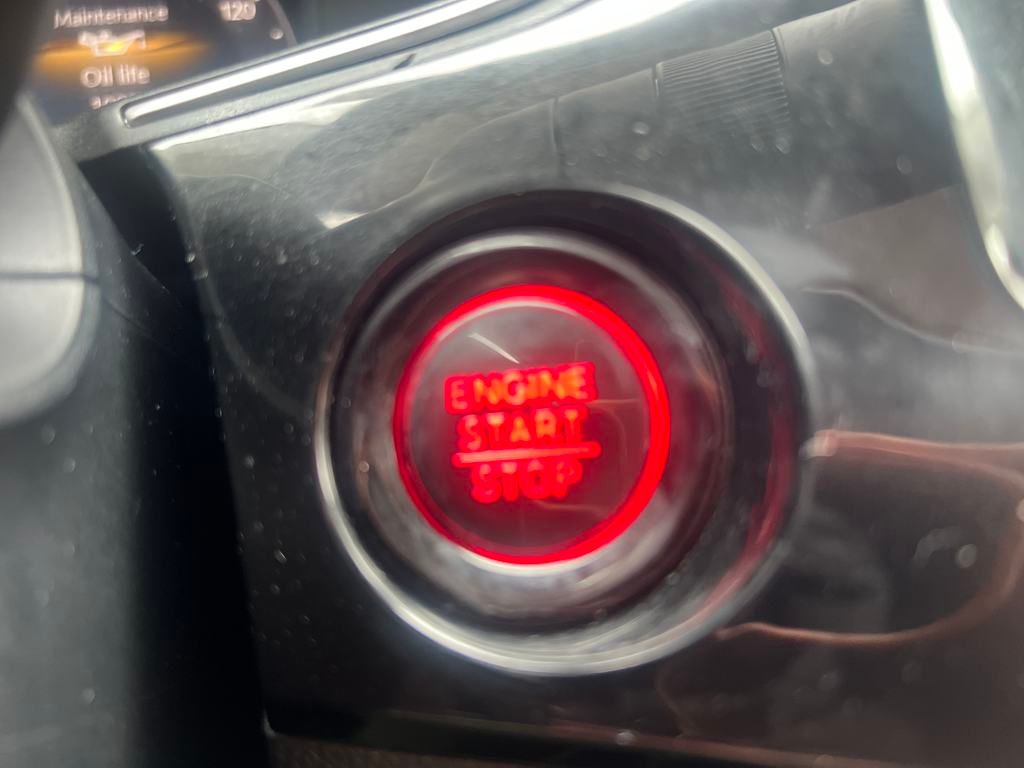 Maintenance
120
Oil life
ENGINE
START
STOP